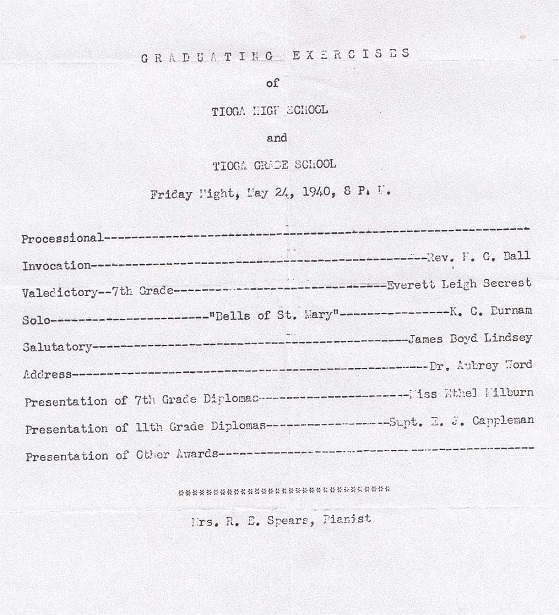 GRADUATING EXERCISES
of
TIOGA HIGH SCHOOL
and
TIOGA GRADE SCHOOL
Friday Night, May 24, 1940, 8 P. M.
Processional--------------------------------------------------------------
Invocation------------------------------------------------Rev. Ball
Valedictory--7th Grade------------------------------Everett Leigh Secrest
Solo----------------------"Bells of St. Mary"---------------K. C. Durham
Salutatory---------------------------------------------James Boyd Lindsey
Address---------------------------------------------------Dr. Aubrey Word
Presentation of 7th Grade Diplomas---------------------Miss Ethel Wilburn
Presentation of 11th Grade Diplomas-----------------Supt. E. J. Cappleman
Presentation of Other Awards---------------------------------------------
******************************
Mrs. R. E. Spears, Pianist